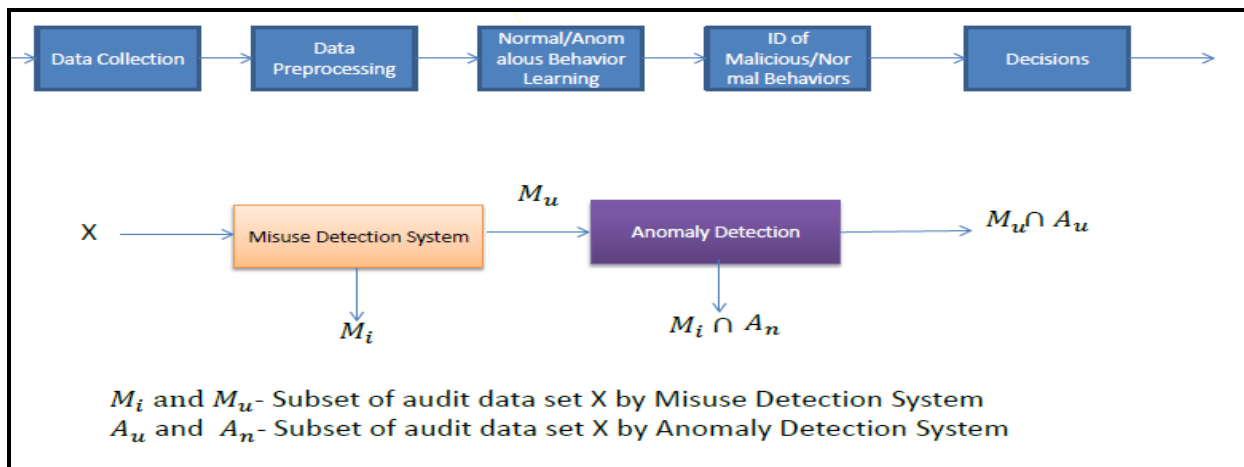 Data Collection
Data
Preprocessing
Normal/Anom
alous Behavior
Learning
ID of
Malicious/Nor
mal Behaviors
Decisions
X
Misuse Detection System
M_u
Anomaly Detection
M_u ∩ A_u
M_i
M_i ∩ A_n
M_i and M_u- Subset of audit data set X by Misuse Detection System
A_u and A_n- Subset of audit data set X by Anomaly Detection System